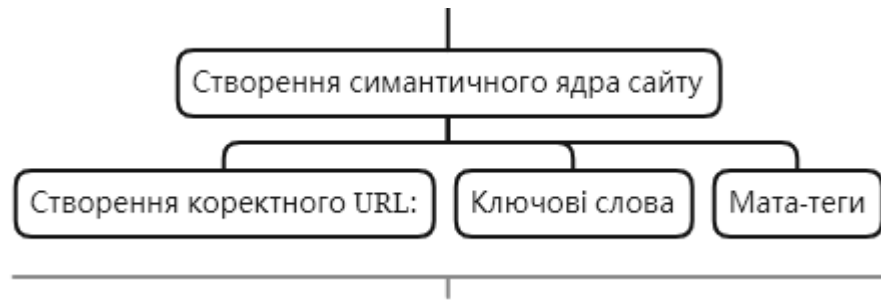 Створення симантичного ядра сайту
Створення коректного URL:
Ключові слова
Мата-теги